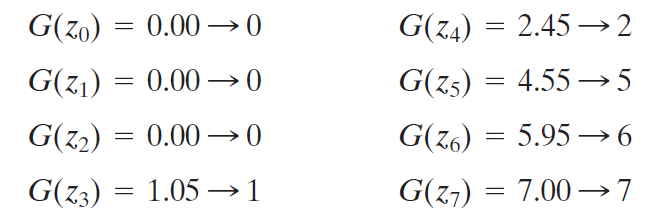 G(z₀) = 0.00 → 0
G(z₁) = 0.00 → 0
G(z₂) = 0.00 → 0
G(z₃) = 1.05 → 1
G(z₄) = 2.45 → 2
G(z₅) = 4.55 → 5
G(z₆) = 5.95 → 6
G(z₇) = 7.00 → 7